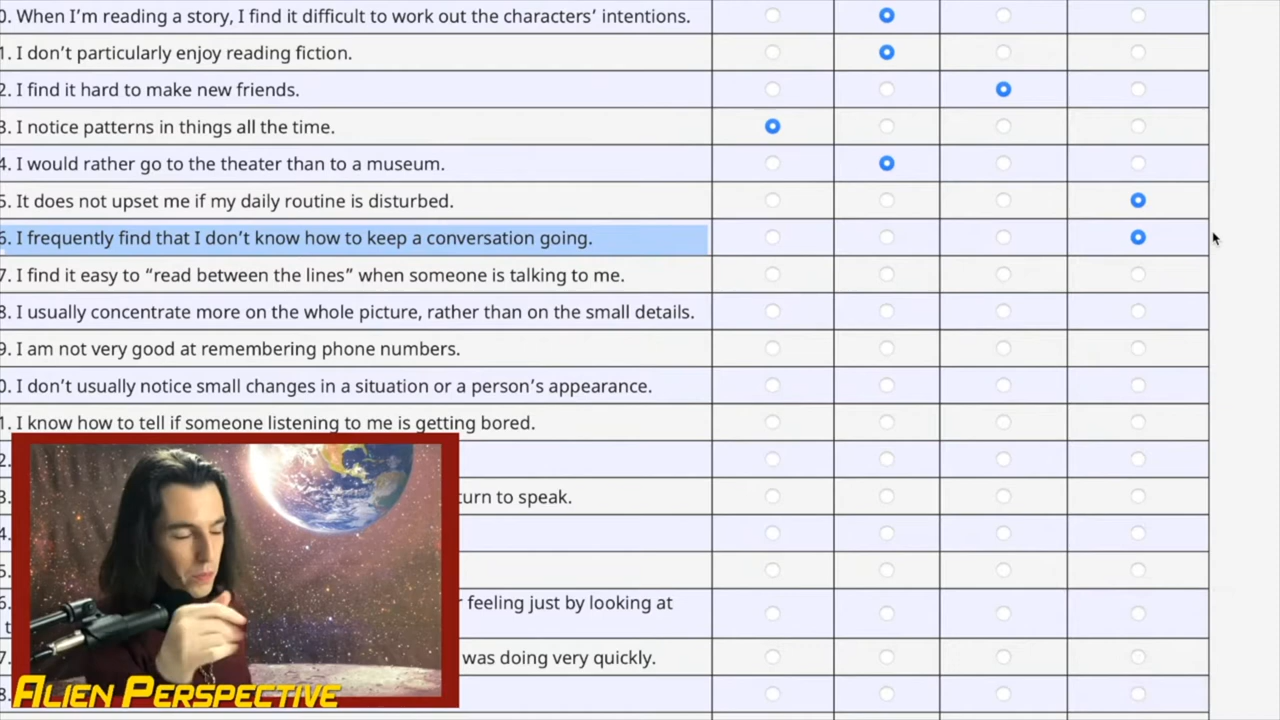 0. When I'm reading a story, I find it difficult to work out the characters' intentions.
1. I don't particularly enjoy reading fiction.
2. I find it hard to make new friends.
3. I notice patterns in things all the time.
4. I would rather go to the theater than to a museum.
5. It does not upset me if my daily routine is disturbed.
6. I frequently find that I don't know how to keep a conversation going.
7. I find it easy to “read between the lines” when someone is talking to me.
8. I usually concentrate more on the whole picture, rather than on the small details.
9. I am not very good at remembering phone numbers.
0. I don't usually notice small changes in a situation or a person's appearance.
1. I know how to tell if someone listening to me is getting bored.
2.
3. turn to speak.
4.
5.
6. feeling just by looking at
t
7. was doing very quickly.
8.
ALIEN PERSPECTIVE